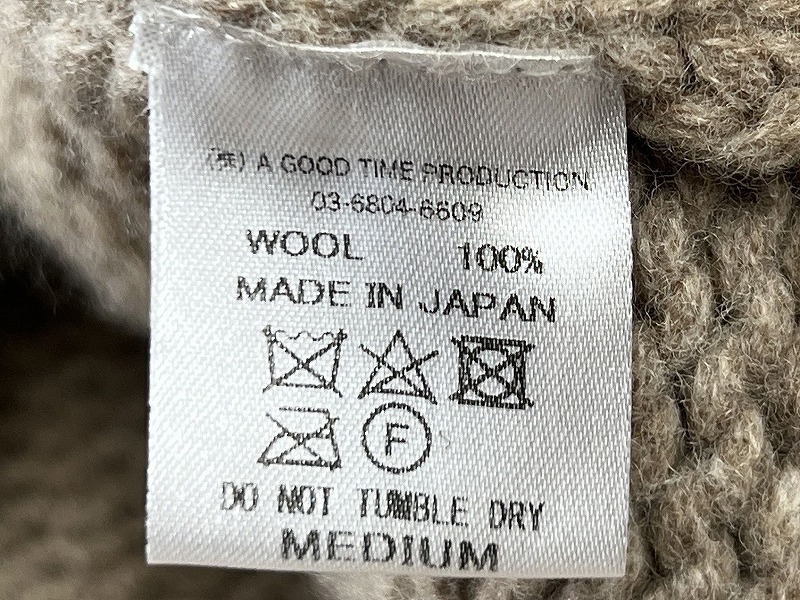 (株) A GOOD TIME PRODUCTION
03-6804-6609
WOOL 100%
MADE IN JAPAN
F
DO NOT TUMBLE DRY
MEDIUM